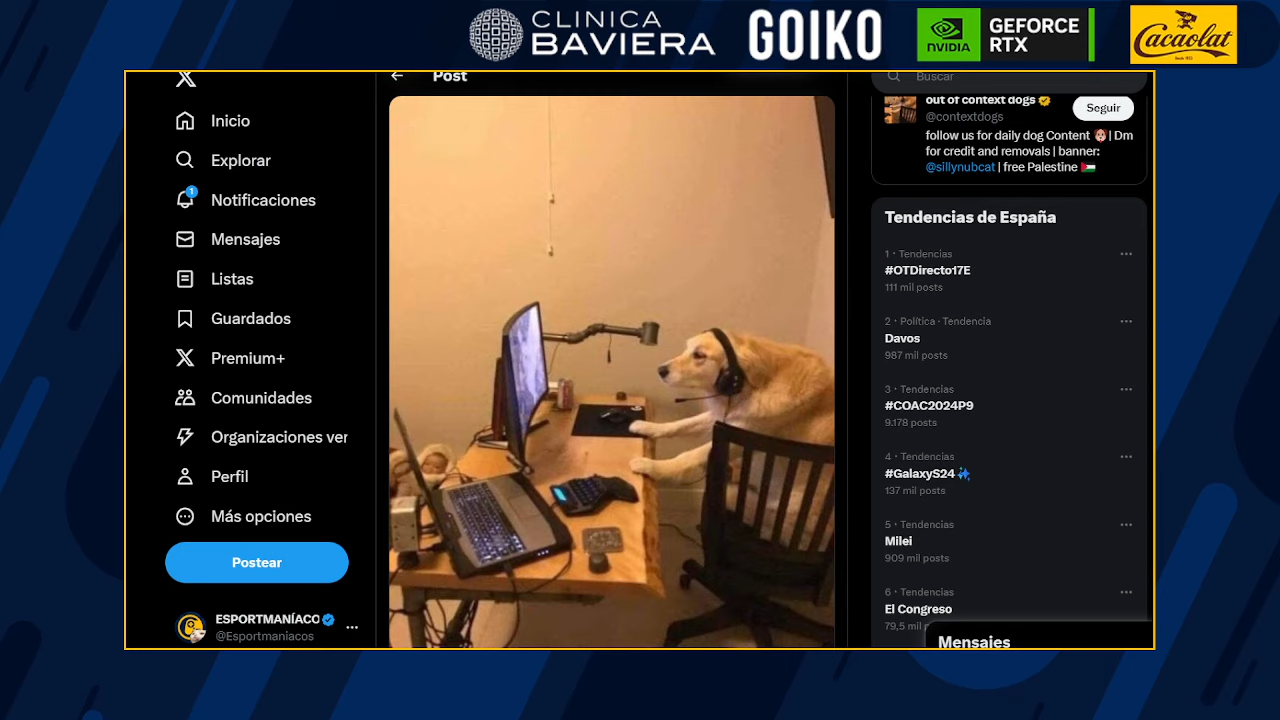 CLINICA
BAVIERA
GOIKO
NVIDIA
GEFORCE
RTX
Cacaolat
Post
Inicio
Explorar
1
Notificaciones
Mensajes
Listas
Guardados
Premium+
Comunidades
Organizaciones ver
Perfil
Más opciones
Postear
ESPORTMANÍACO
@Esportmaniacos
Buscar
out of context dogs
@contextdogs
Seguir
follow us for daily dog Content | Dm
for credit and removals | banner:
@sillynubcat | free Palestine
Tendencias de España
1 · Tendencias
#OTDirecto17E
111 mil posts
2 · Política · Tendencia
Davos
987 mil posts
3 · Tendencias
#COAC2024P9
9.178 posts
4 · Tendencias
#GalaxyS24
137 mil posts
5 · Tendencias
Milei
909 mil posts
6 · Tendencias
El Congreso
79,5 mil
Mensajes